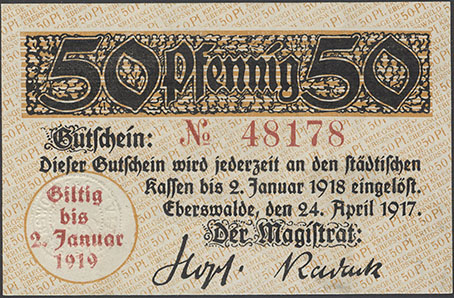 50 Pfennig 50
Gutschein: № 48178
Dieser Gutschein wird jederzeit an den städtischen
Kassen bis 2. Januar 1918 eingelöst.
Eberswalde, den 24. April 1917.
Der Magistrat:
Giltig
bis
2. Januar
1919
Hopf.